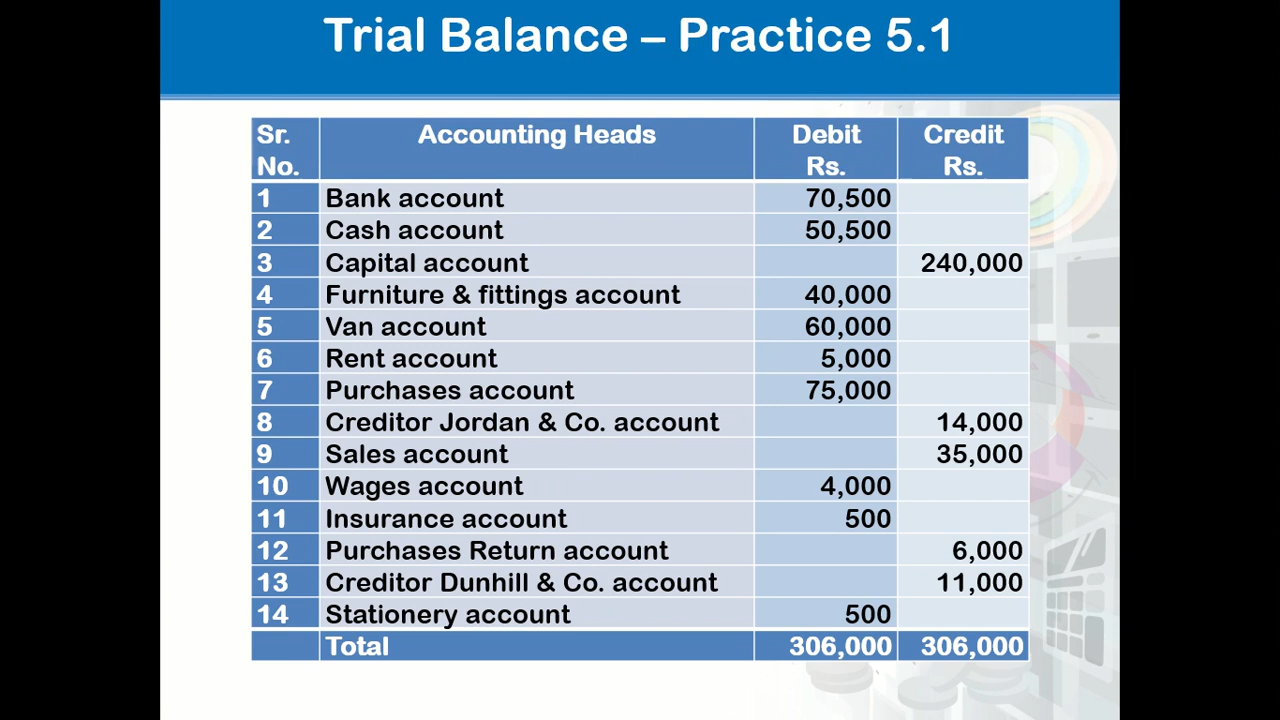 Trial Balance – Practice 5.1
Sr. No. Accounting Heads Debit Rs. Credit Rs.
1 Bank account 70,500
2 Cash account 50,500
3 Capital account 240,000
4 Furniture & fittings account 40,000
5 Van account 60,000
6 Rent account 5,000
7 Purchases account 75,000
8 Creditor Jordan & Co. account 14,000
9 Sales account 35,000
10 Wages account 4,000
11 Insurance account 500
12 Purchases Return account 6,000
13 Creditor Dunhill & Co. account 11,000
14 Stationery account 500
Total 306,000 306,000